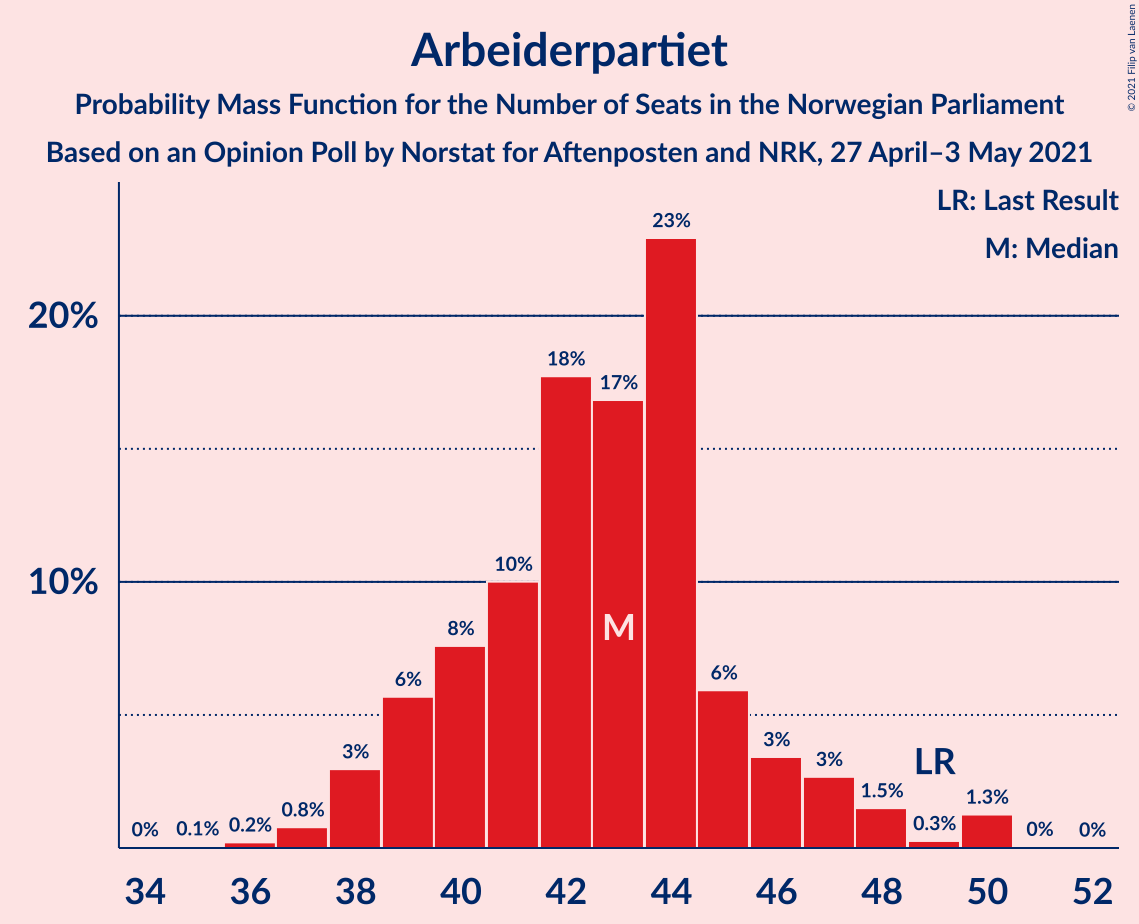 Arbeiderpartiet
Probability Mass Function for the Number of Seats in the Norwegian Parliament
Based on an Opinion Poll by Norstat for Aftenposten and NRK, 27 April–3 May 2021
© 2021 Filip van Laenen
LR: Last Result
M: Median
20%
10%
0%
0.1%
0.2%
0.8%
3%
6%
8%
10%
18%
17%
23%
6%
3%
3%
1.5%
0.3%
1.3%
0%
0%
M
LR
34 36 38 40 42 44 46 48 50 52